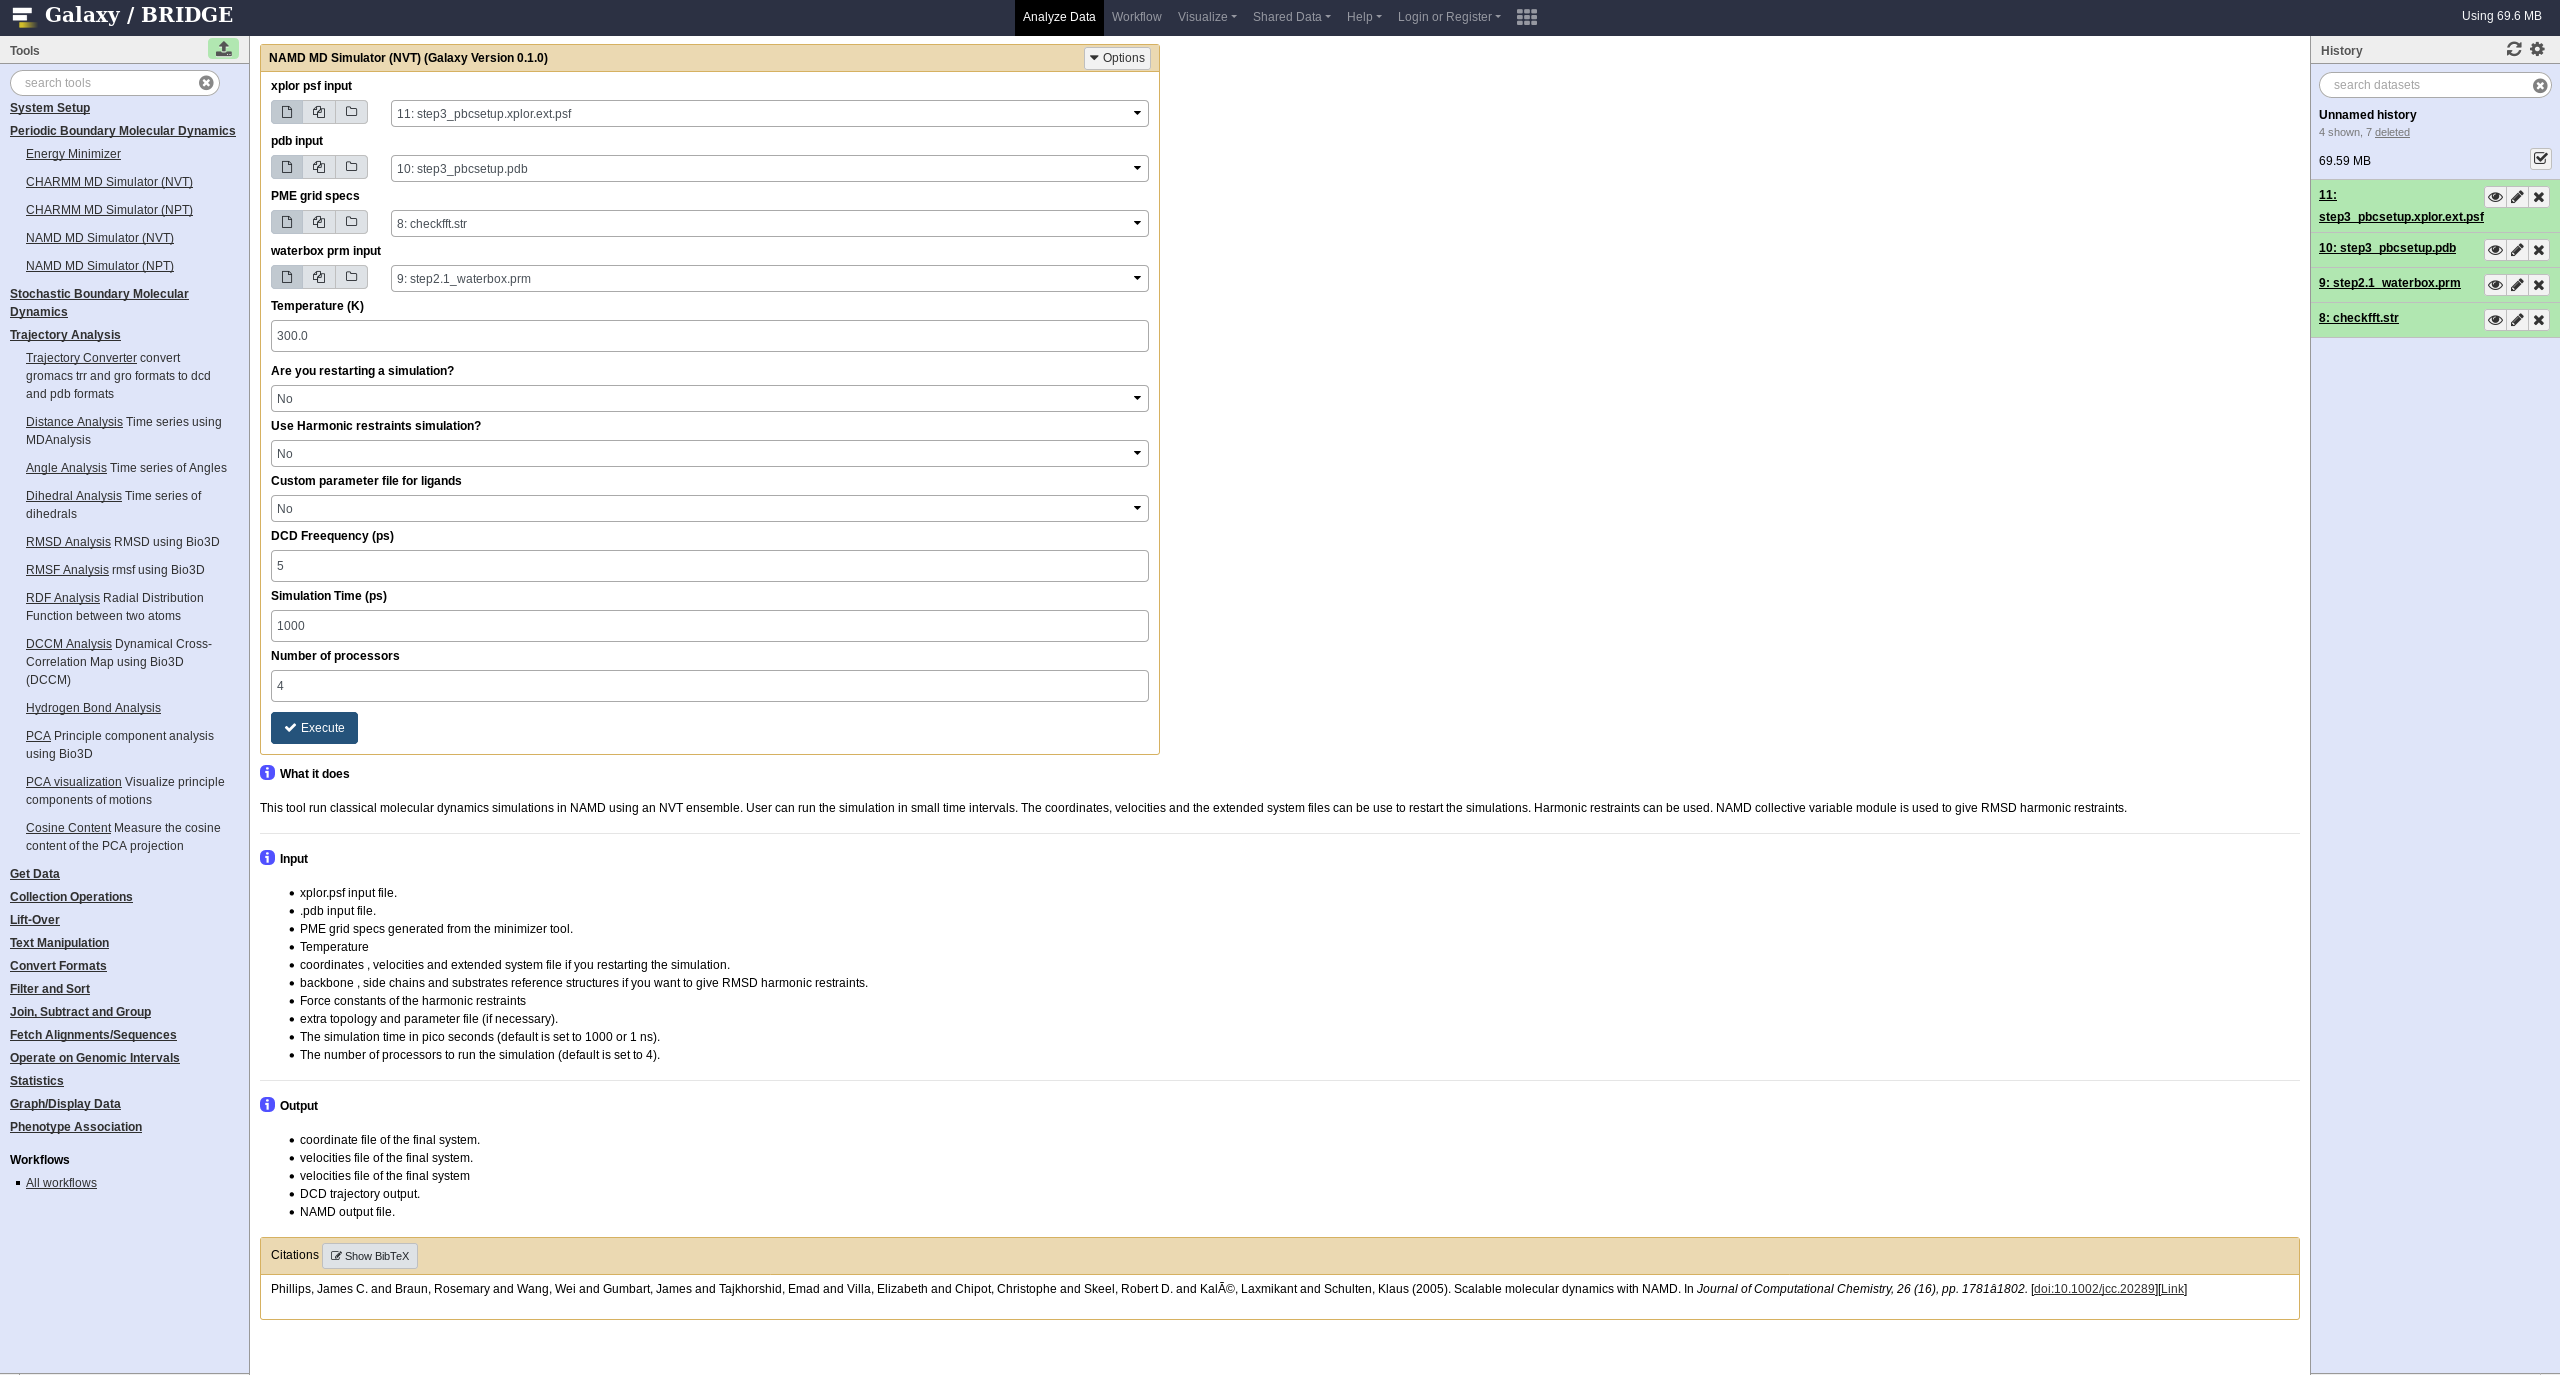 Galaxy / BRIDGE
Analyze Data
Workflow
Visualize
Shared Data
Help
Login or Register
Using 69.6 MB
Tools
search tools
System Setup
Periodic Boundary Molecular Dynamics
Energy Minimizer
CHARMM MD Simulator (NVT)
CHARMM MD Simulator (NPT)
NAMD MD Simulator (NVT)
NAMD MD Simulator (NPT)
Stochastic Boundary Molecular
Dynamics
Trajectory Analysis
Trajectory Converter convert
gromacs trr and gro formats to dcd
and pdb formats
Distance Analysis Time series using
MDAnalysis
Angle Analysis Time series of Angles
Dihedral Analysis Time series of
dihedrals
RMSD Analysis RMSD using Bio3D
RMSF Analysis rmsf using Bio3D
RDF Analysis Radial Distribution
Function between two atoms
DCCM Analysis Dynamical Cross-
Correlation Map using Bio3D
(DCCM)
Hydrogen Bond Analysis
PCA Principle component analysis
using Bio3D
PCA visualization Visualize principle
components of motions
Cosine Content Measure the cosine
content of the PCA projection
Get Data
Collection Operations
Lift-Over
Text Manipulation
Convert Formats
Filter and Sort
Join, Subtract and Group
Fetch Alignments/Sequences
Operate on Genomic Intervals
Statistics
Graph/Display Data
Phenotype Association
Workflows
All workflows
NAMD MD Simulator (NVT) (Galaxy Version 0.1.0)
Options
xplor psf input
11: step3_pbcsetup.xplor.ext.psf
pdb input
10: step3_pbcsetup.pdb
PME grid specs
8: checkfft.str
waterbox prm input
9: step2.1_waterbox.prm
Temperature (K)
300.0
Are you restarting a simulation?
No
Use Harmonic restraints simulation?
No
Custom parameter file for ligands
No
DCD Freequency (ps)
5
Simulation Time (ps)
1000
Number of processors
4
Execute
What it does
This tool run classical molecular dynamics simulations in NAMD using an NVT ensemble. User can run the simulation in small time intervals. The coordinates, velocities and the extended system files can be use to restart the simulations. Harmonic restraints can be used. NAMD collective variable module is used to give RMSD harmonic restraints.
Input
xplor.psf input file.
.pdb input file.
PME grid specs generated from the minimizer tool.
Temperature
coordinates , velocities and extended system file if you restarting the simulation.
backbone , side chains and substrates reference structures if you want to give RMSD harmonic restraints.
Force constants of the harmonic restraints
extra topology and parameter file (if necessary).
The simulation time in pico seconds (default is set to 1000 or 1 ns).
The number of processors to run the simulation (default is set to 4).
Output
coordinate file of the final system.
velocities file of the final system.
velocities file of the final system
DCD trajectory output.
NAMD output file.
Citations Show BibTeX
Phillips, James C. and Braun, Rosemary and Wang, Wei and Gumbart, James and Tajkhorshid, Emad and Villa, Elizabeth and Chipot, Christophe and Skeel, Robert D. and KalÃ©, Laxmikant and Schulten, Klaus (2005). Scalable molecular dynamics with NAMD. In Journal of Computational Chemistry, 26 (16), pp. 1781â1802. [doi:10.1002/jcc.20289][Link]
History
search datasets
Unnamed history
4 shown, 7 deleted
69.59 MB
11:
step3_pbcsetup.xplor.ext.psf
10: step3_pbcsetup.pdb
9: step2.1_waterbox.prm
8: checkfft.str